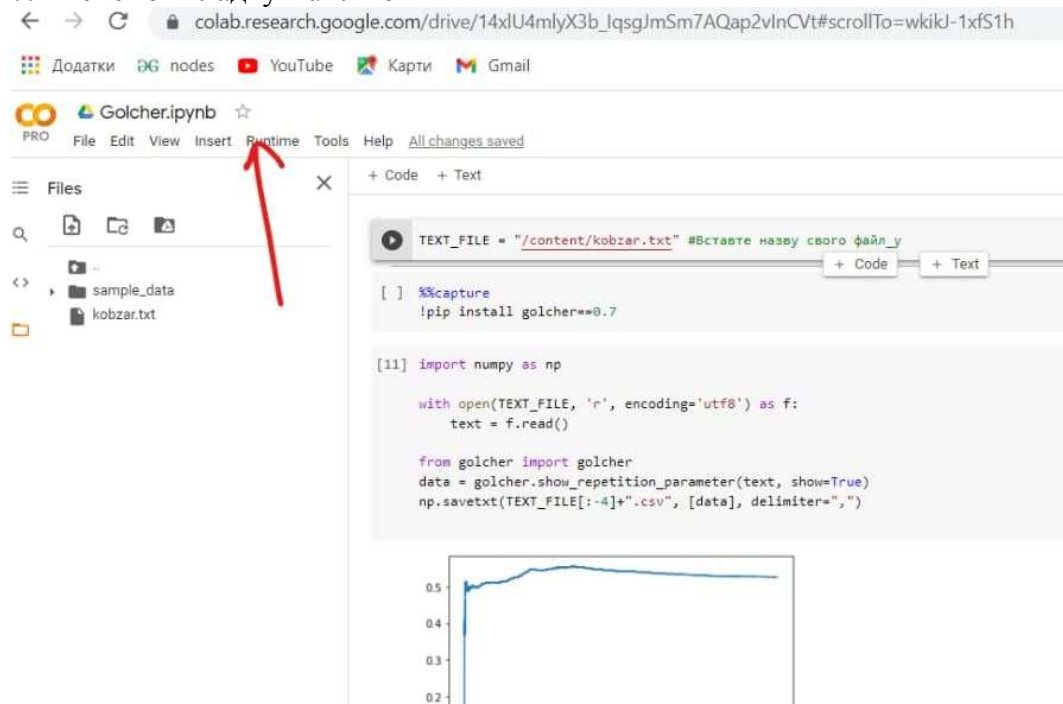 colab.research.google.com/drive/14xlU4mlyX3b_IqsgJmSm7AQap2vInCVt#scrollTo=wkikJ-1xfS1h
Додатки nodes YouTube Карти Gmail
CO Golcher.ipynb
PRO File Edit View Insert Runtime Tools Help All changes saved
Files
+ Code + Text
..
sample_data
kobzar.txt
TEXT_FILE = "/content/kobzar.txt" #Вставте назву свого файл_у
+ Code + Text
[ ] %%capture
!pip install golcher==0.7
[11] import numpy as np
with open(TEXT_FILE, 'r', encoding='utf8') as f:
text = f.read()
from golcher import golcher
data = golcher.show_repetition_parameter(text, show=True)
np.savetxt(TEXT_FILE[:-4]+".csv", [data], delimiter=",")
0.5
0.4
0.3
0.2